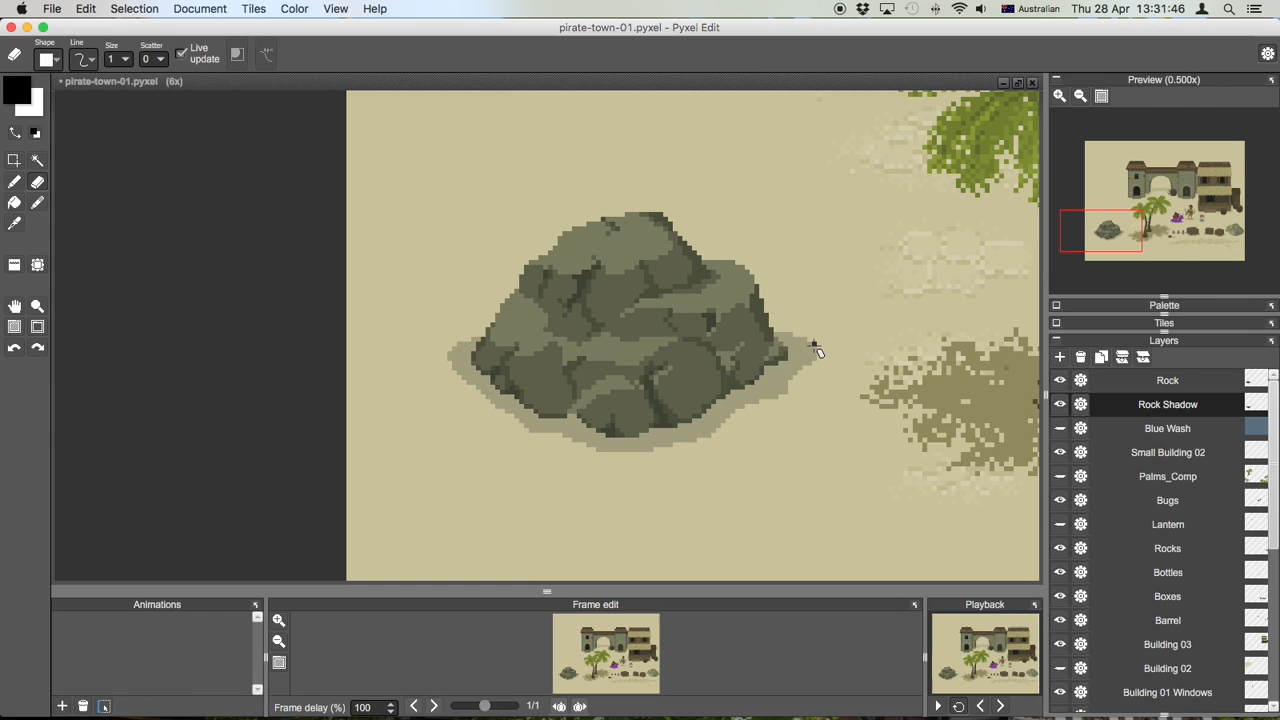 File Edit Selection Document Tiles Color View Help Australian Thu 28 Apr 13:31:46
pirate-town-01.pyxel - Pyxel Edit
Shape Line Size Scatter Live update
1 0
pirate-town-01.pyxel (6x)
Preview (0.500x)
Palette
Tiles
Layers
Rock
Rock Shadow
Blue Wash
Small Building 02
Palms_Comp
Bugs
Lantern
Rocks
Bottles
Boxes
Barrel
Building 03
Building 02
Building 01 Windows
Animations Frame edit Playback
Frame delay (%) 100 1/1